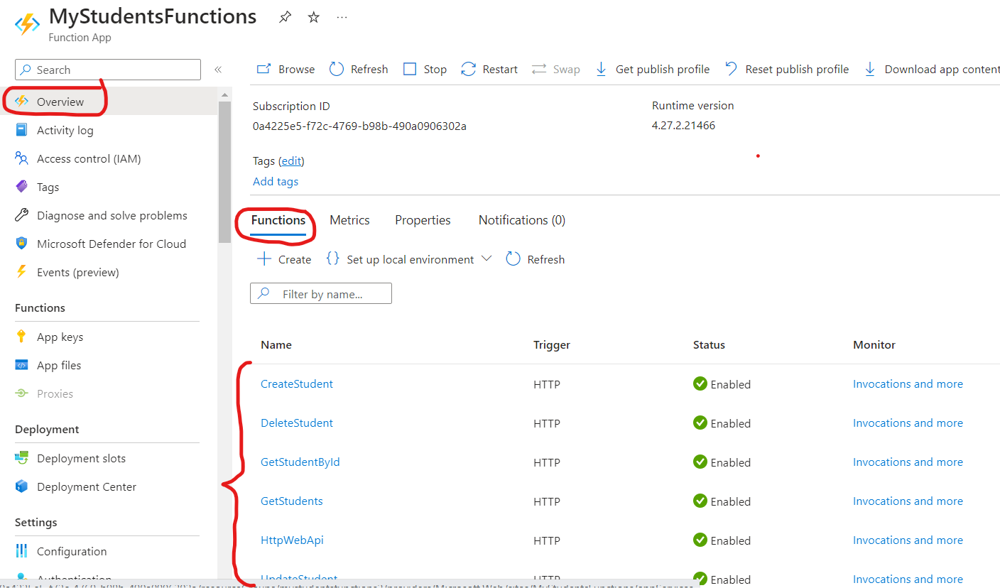 MyStudentsFunctions
Function App
Search
Browse Refresh Stop Restart Swap Get publish profile Reset publish profile Download app content
Overview
Activity log
Access control (IAM)
Tags
Diagnose and solve problems
Microsoft Defender for Cloud
Events (preview)
Functions
App keys
App files
Proxies
Deployment
Deployment slots
Deployment Center
Settings
Configuration
Authentication
Subscription ID
0a4225e5-f72c-4769-b98b-490a0906302a
Runtime version
4.27.2.21466
Tags (edit)
Add tags
Functions Metrics Properties Notifications (0)
Create {} Set up local environment Refresh
Filter by name...
Name Trigger Status Monitor
CreateStudent HTTP Enabled Invocations and more
DeleteStudent HTTP Enabled Invocations and more
GetStudentById HTTP Enabled Invocations and more
GetStudents HTTP Enabled Invocations and more
HttpWebApi HTTP Enabled Invocations and more
UpdateStudent HTTP Enabled Invocations and more